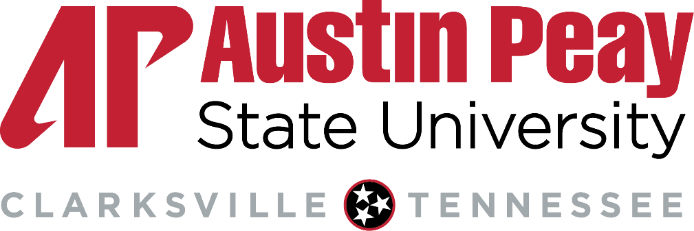 AP Austin Peay
State University
CLARKSVILLE TENNESSEE